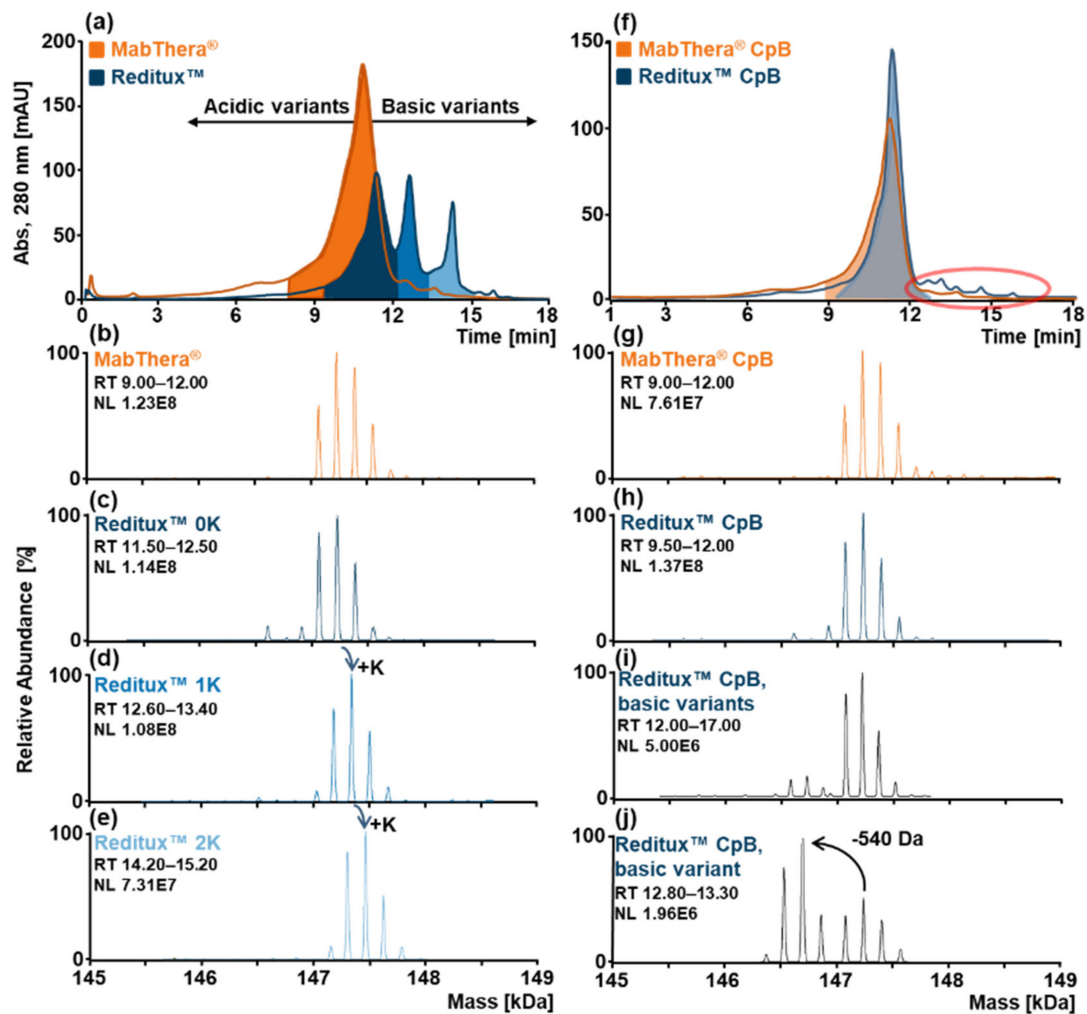 (a)
200
MabThera®
Reditux™
150
Acidic variants
Basic variants
100
50
0
Abs, 280 nm [mAU]
0 3 6 9 12 15 18
Time [min]
(f)
150
MabThera® CpB
Reditux™ CpB
100
50
0
1 3 6 9 12 15 18
Time [min]
(b)
100
MabThera®
RT 9.00–12.00
NL 1.23E8
0
(g)
100
MabThera® CpB
RT 9.00–12.00
NL 7.61E7
0
(c)
100
Reditux™ 0K
RT 11.50–12.50
NL 1.14E8
0
(h)
100
Reditux™ CpB
RT 9.50–12.00
NL 1.37E8
0
Relative Abundance [%]
(d)
+K
100
Reditux™ 1K
RT 12.60–13.40
NL 1.08E8
0
(i)
100
Reditux™ CpB,
basic variants
RT 12.00–17.00
NL 5.00E6
0
(e)
+K
100
Reditux™ 2K
RT 14.20–15.20
NL 7.31E7
0
145 146 147 148 149
Mass [kDa]
(j)
100
Reditux™ CpB,
basic variant
-540 Da
RT 12.80–13.30
NL 1.96E6
0
145 146 147 148 149
Mass [kDa]